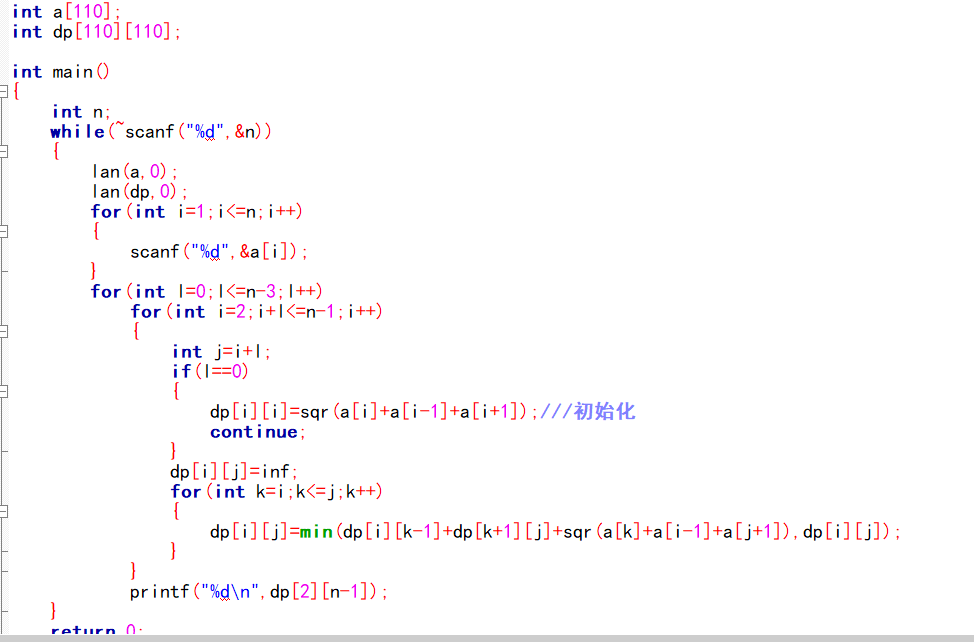 int a[110];
int dp[110][110];
int main()
{
int n;
while(~scanf("%d",&n))
{
lan(a,0);
lan(dp,0);
for(int i=1;i<=n;i++)
{
scanf("%d",&a[i]);
}
for(int l=0;l<=n-3;l++)
for(int i=2;i+l<=n-1;i++)
{
int j=i+l;
if(l==0)
{
dp[i][i]=sqr(a[i]+a[i-1]+a[i+1]);///初始化
continue;
}
dp[i][j]=inf;
for(int k=i;k<=j;k++)
{
dp[i][j]=min(dp[i][k-1]+dp[k+1][j]+sqr(a[k]+a[i-1]+a[j+1]),dp[i][j]);
}
}
printf("%d\n",dp[2][n-1]);
}
return 0;